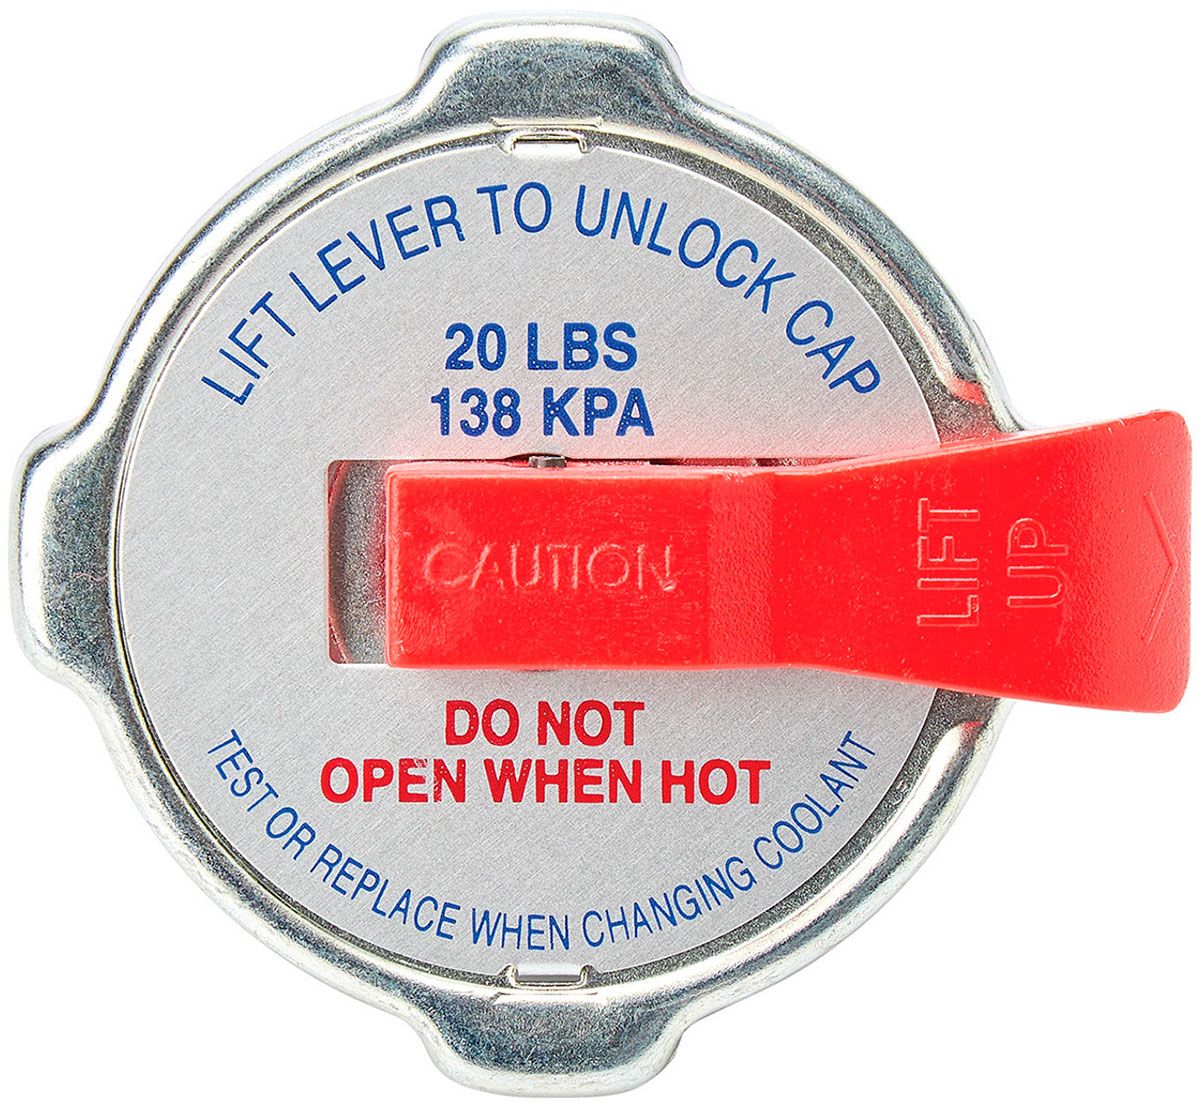 LIFT LEVER TO UNLOCK CAP
20 LBS
138 KPA
CAUTION
LIFT
UP
DO NOT
OPEN WHEN HOT
TEST OR REPLACE WHEN CHANGING COOLANT